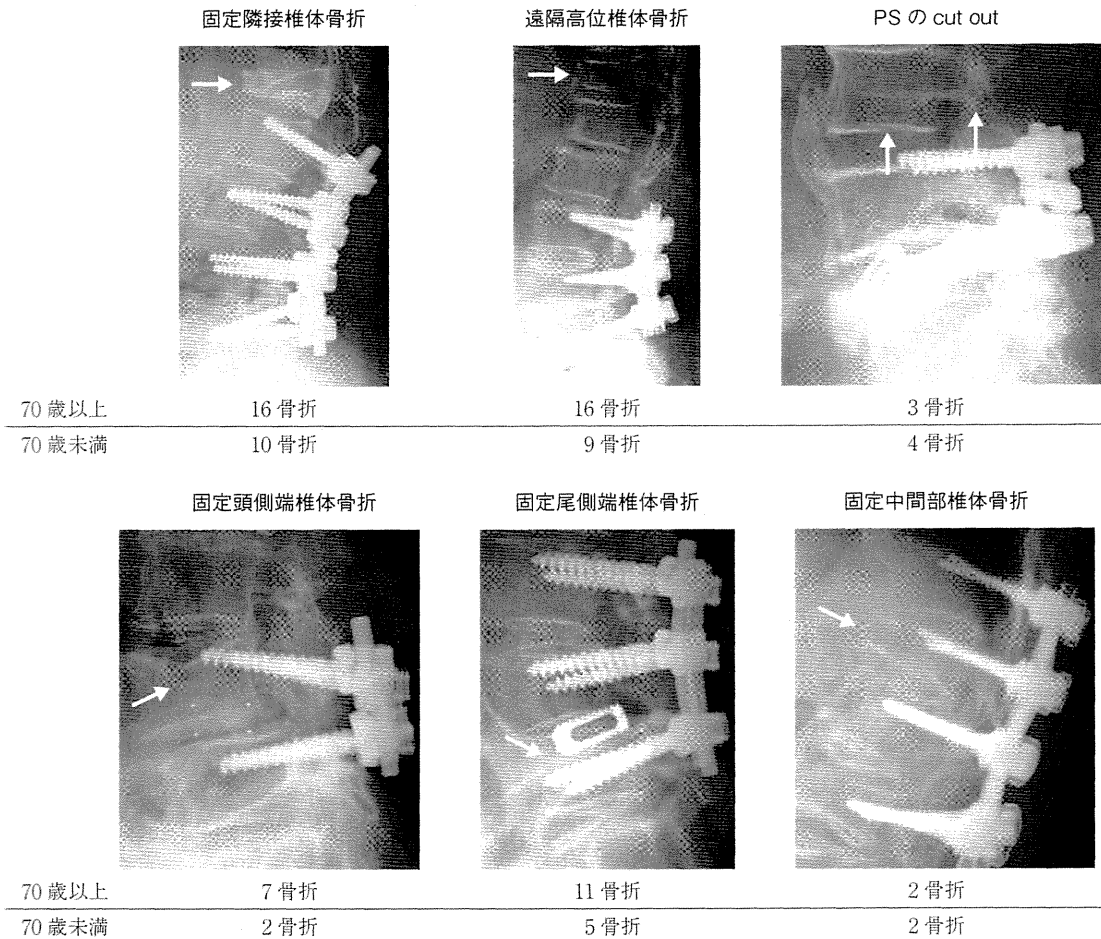 固定隣接椎体骨折 遠隔高位椎体骨折 PS の cut out
70 歳以上 16 骨折 16 骨折 3 骨折
70 歳未満 10 骨折 9 骨折 4 骨折
固定頭側端椎体骨折 固定尾側端椎体骨折 固定中間部椎体骨折
70 歳以上 7 骨折 11 骨折 2 骨折
70 歳未満 2 骨折 5 骨折 2 骨折